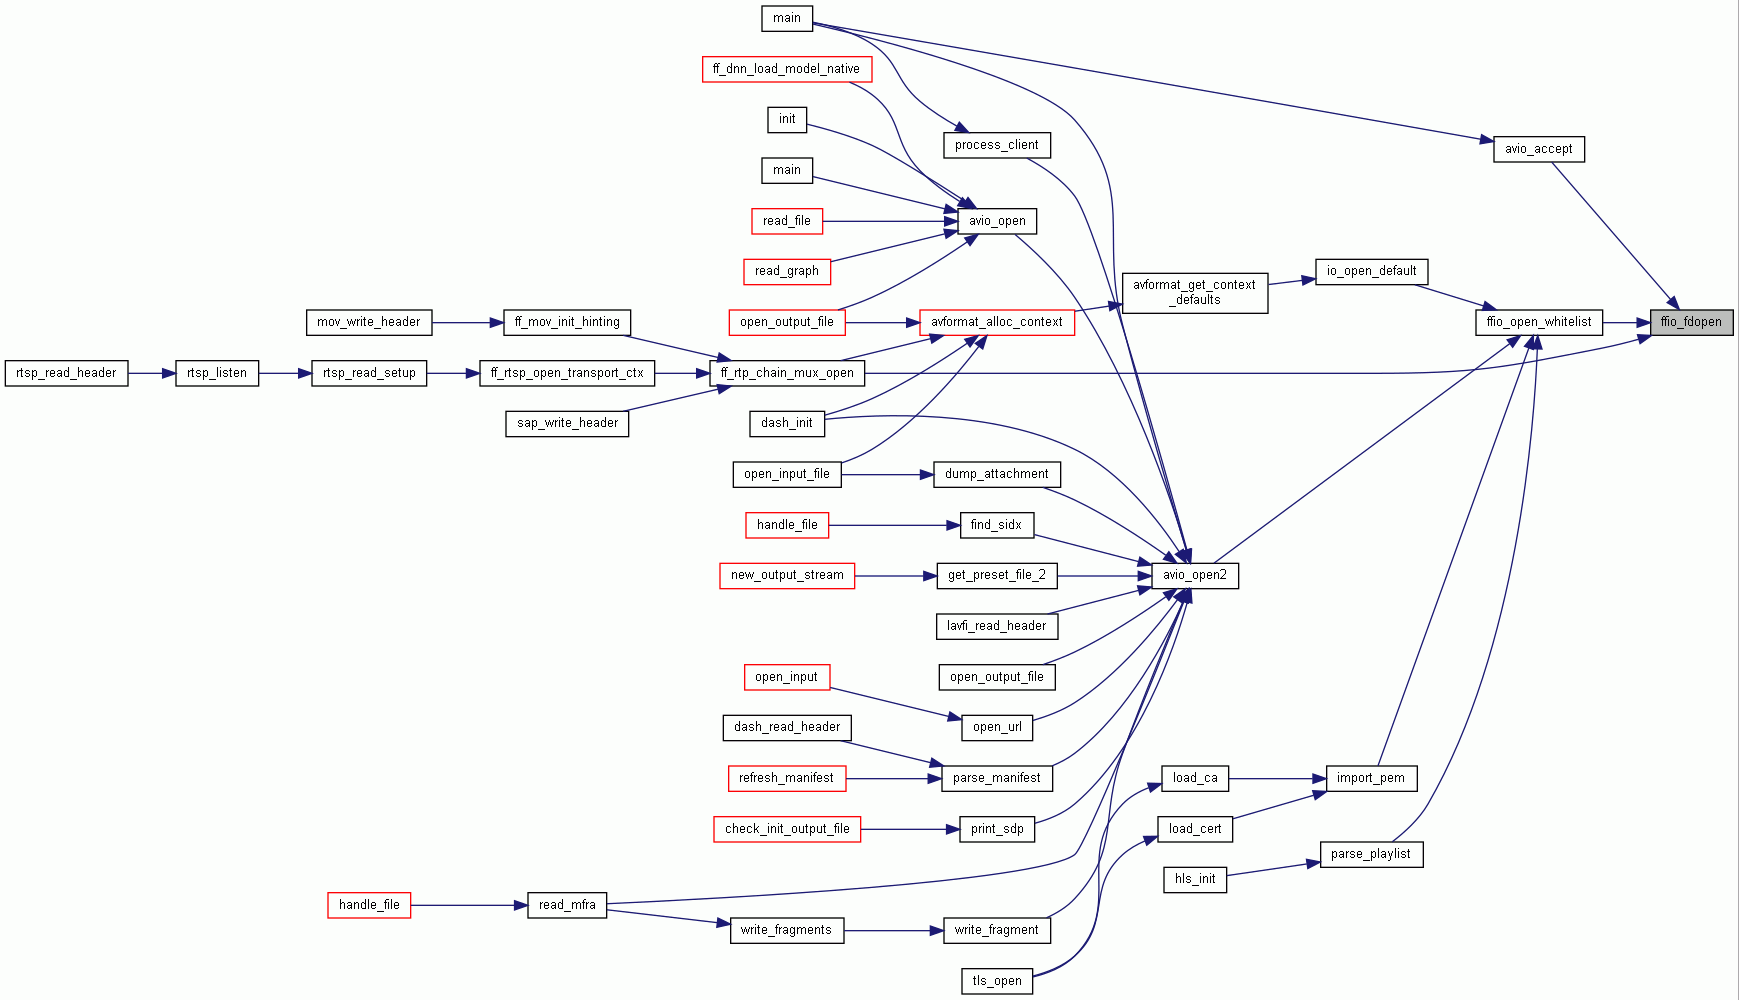 main
ff_dnn_load_model_native
init
process_client
avio_accept
main
read_file
avio_open
read_graph
io_open_default
avformat_get_context
_defaults
mov_write_header
ff_mov_init_hinting
open_output_file
avformat_alloc_context
ffio_open_whitelist
ffio_fdopen
rtsp_read_header
rtsp_listen
rtsp_read_setup
ff_rtsp_open_transport_ctx
ff_rtp_chain_mux_open
sap_write_header
dash_init
open_input_file
dump_attachment
handle_file
find_sidx
new_output_stream
get_preset_file_2
avio_open2
lavfi_read_header
open_input
open_output_file
dash_read_header
open_url
refresh_manifest
parse_manifest
load_ca
import_pem
check_init_output_file
print_sdp
load_cert
parse_playlist
hls_init
handle_file
read_mfra
write_fragments
write_fragment
tls_open